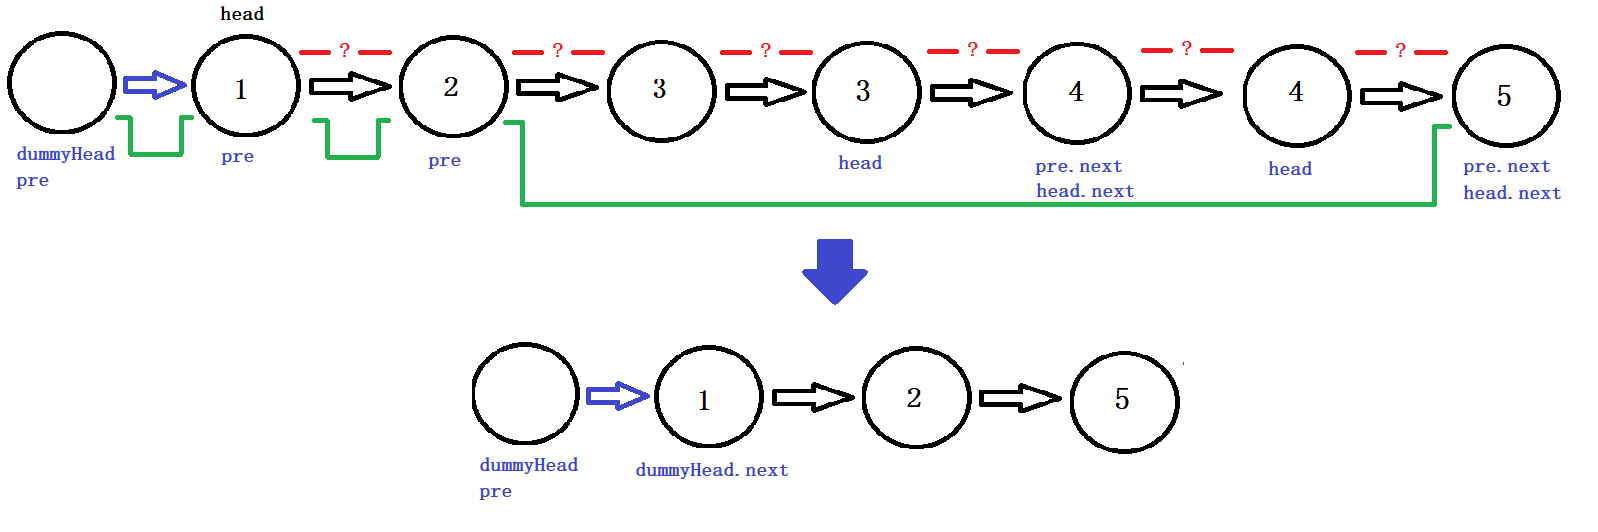 head
? ? ? ? ? ?
1 2 3 3 4 4 5
dummyHead
pre
pre
pre
head
pre.next
head.next
head
pre.next
head.next
1 2 5
dummyHead
pre
dummyHead.next